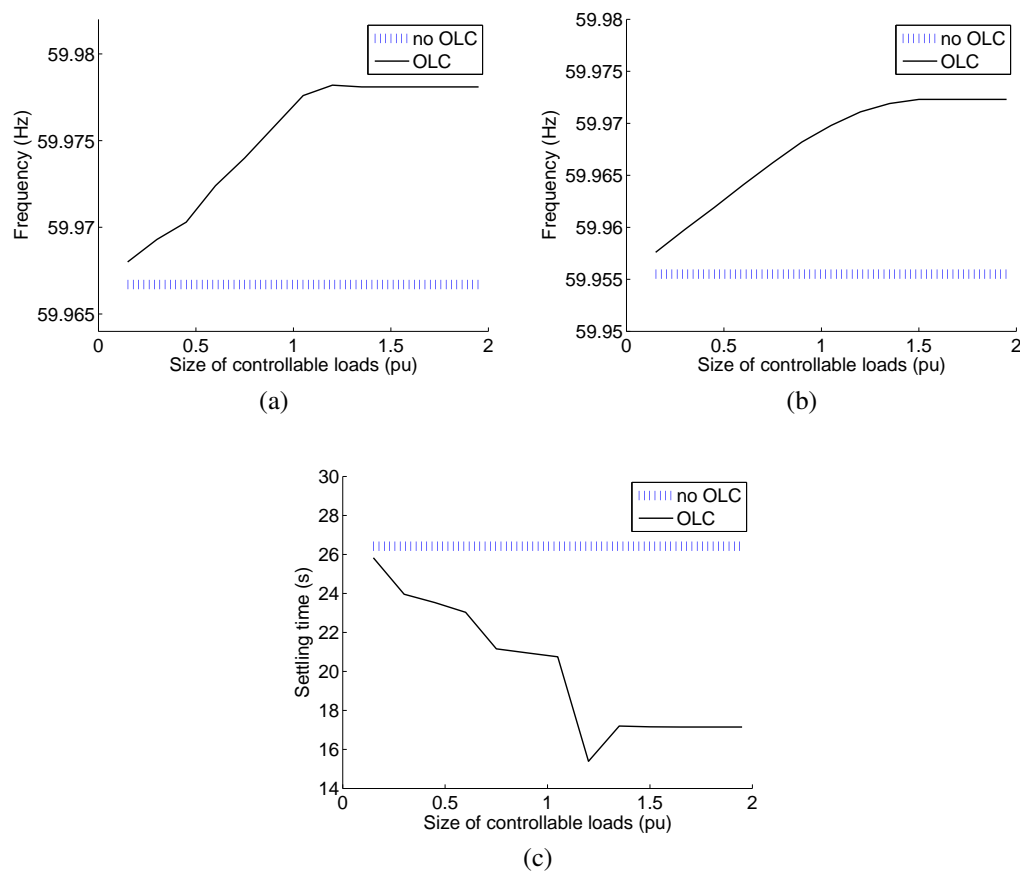 59.98
59.975
59.97
59.965
Frequency (Hz)
no OLC
OLC
0
0.5
1
1.5
2
Size of controllable loads (pu)
(a)
59.98
59.975
59.97
59.965
59.96
59.955
59.95
Frequency (Hz)
no OLC
OLC
0
0.5
1
1.5
2
Size of controllable loads (pu)
(b)
30
28
26
24
22
20
18
16
14
Settling time (s)
no OLC
OLC
0
0.5
1
1.5
2
Size of controllable loads (pu)
(c)